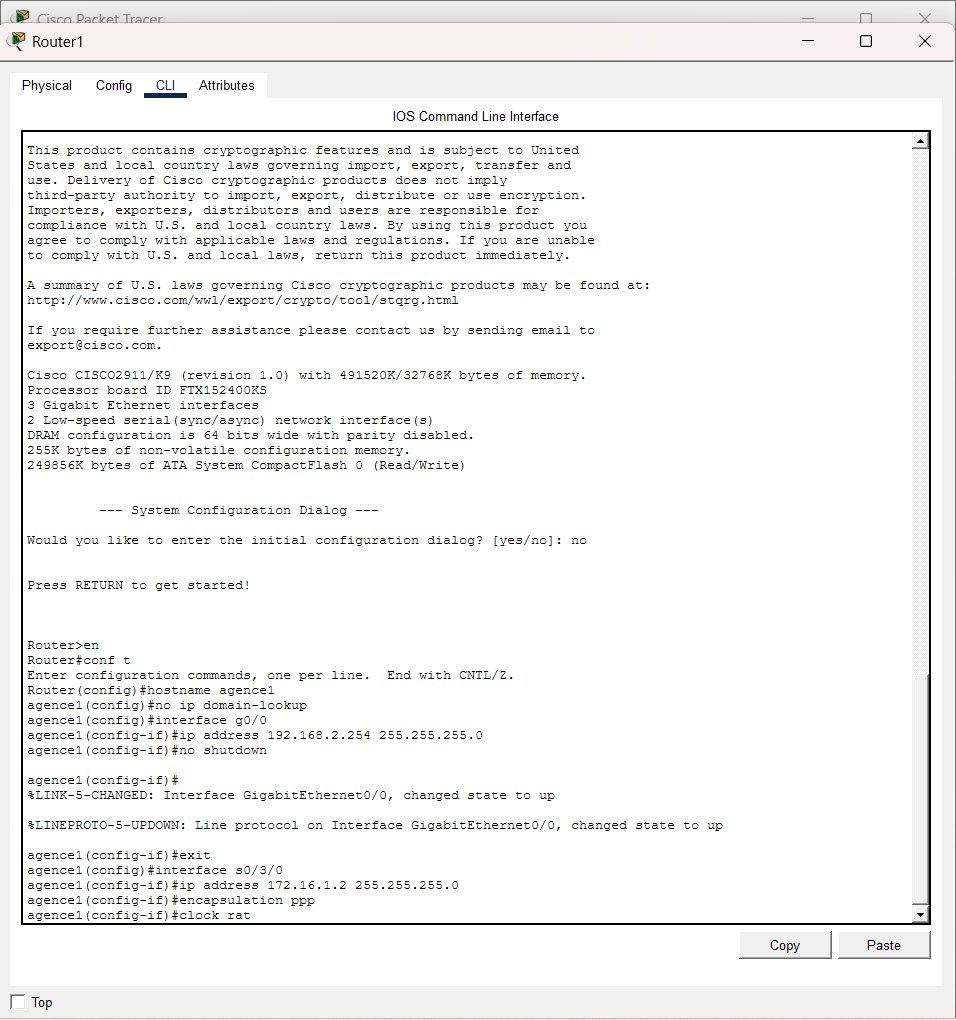 Cisco Packet Tracer
Router1
Physical Config CLI Attributes
IOS Command Line Interface
This product contains cryptographic features and is subject to United
States and local country laws governing import, export, transfer and
use. Delivery of Cisco cryptographic products does not imply
third-party authority to import, export, distribute or use encryption.
Importers, exporters, distributors and users are responsible for
compliance with U.S. and local country laws. By using this product you
agree to comply with applicable laws and regulations. If you are unable
to comply with U.S. and local laws, return this product immediately.
A summary of U.S. laws governing Cisco cryptographic products may be found at:
http://www.cisco.com/wwl/export/crypto/tool/stqrg.html
If you require further assistance please contact us by sending email to
export@cisco.com.
Cisco CISCO2911/K9 (revision 1.0) with 491520K/32768K bytes of memory.
Processor board ID FTX152400KS
3 Gigabit Ethernet interfaces
2 Low-speed serial(sync/async) network interface(s)
DRAM configuration is 64 bits wide with parity disabled.
255K bytes of non-volatile configuration memory.
249856K bytes of ATA System CompactFlash 0 (Read/Write)
--- System Configuration Dialog ---
Would you like to enter the initial configuration dialog? [yes/no]: no
Press RETURN to get started!
Router>en
Router#conf t
Enter configuration commands, one per line.  End with CNTL/Z.
Router(config)#hostname agence1
agence1(config)#no ip domain-lookup
agence1(config)#interface g0/0
agence1(config-if)#ip address 192.168.2.254 255.255.255.0
agence1(config-if)#no shutdown
agence1(config-if)#
%LINK-5-CHANGED: Interface GigabitEthernet0/0, changed state to up
%LINEPROTO-5-UPDOWN: Line protocol on Interface GigabitEthernet0/0, changed state to up
agence1(config-if)#exit
agence1(config)#interface s0/3/0
agence1(config-if)#ip address 172.16.1.2 255.255.255.0
agence1(config-if)#encapsulation ppp
agence1(config-if)#clock rat
Copy Paste
Top